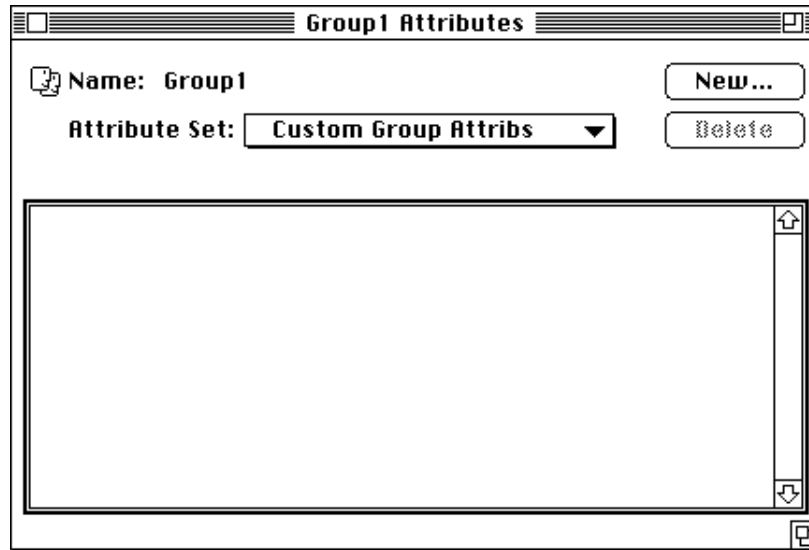 Group1 Attributes
Name: Group1
New...
Attribute Set: Custom Group Attribs
Delete